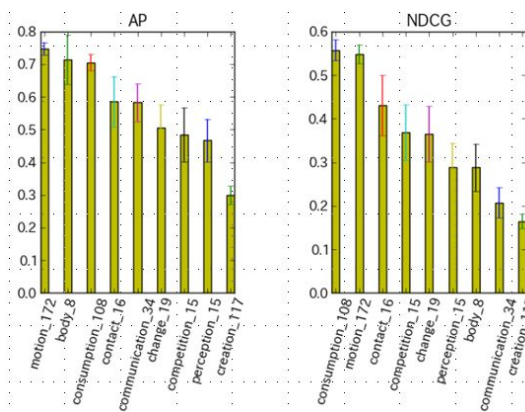 AP
0.8
0.7
0.6
0.5
0.4
0.3
0.2
0.1
0.0
motion_172
body_8
consumption_108
contact_16
communication_34
change_19
competition_15
perception_15
creation_117
NDCG
0.6
0.5
0.4
0.3
0.2
0.1
0.0
consumption_108
motion_172
contact_16
competition_15
change_19
perception_15
body_8
communication_34